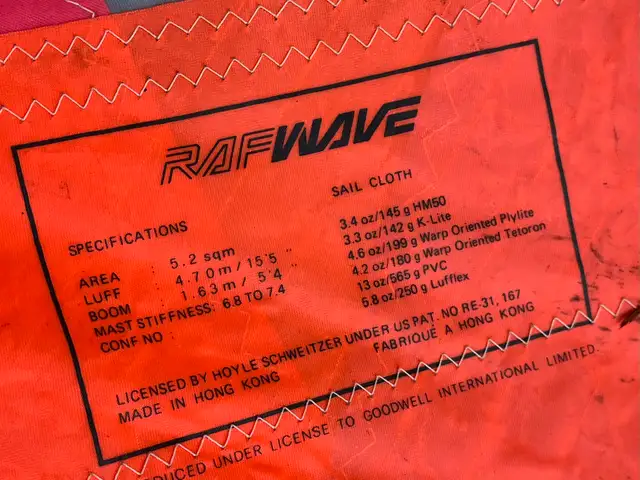 RAFWAVE
SPECIFICATIONS
AREA : 5.2 sqm
LUFF : 4.70 m / 15'5 "
BOOM : 1.63 m / 5'4 "
MAST STIFFNESS: 6.8 TO 7.4
CONF NO :
SAIL CLOTH
3.4 oz/145 g HM50
3.3 oz/142 g K-Lite
4.6 oz/199 g Warp Oriented Plylite
4.2 oz/180 g Warp Oriented Tetoron
13 oz/565 g PVC
5.8 oz/250 g Lufflex
LICENSED BY HOYLE SCHWEITZER UNDER US PAT. NO RE-31, 167
MADE IN HONG KONG FABRIQUÉ A HONG KONG
UNDER LICENSE TO GOODWELL INTERNATIONAL LIMITED.